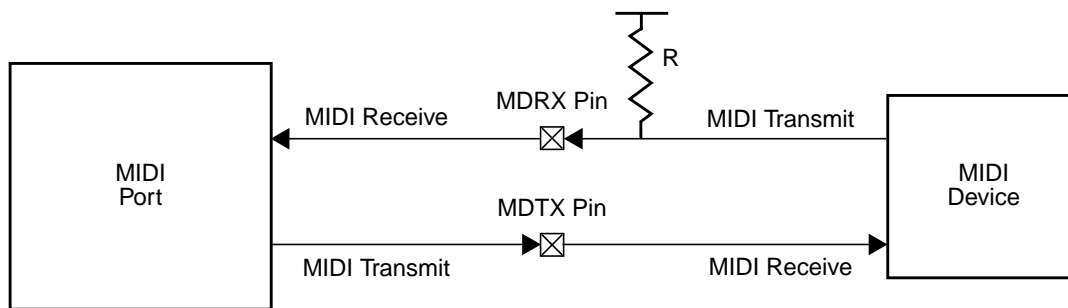 R
MDRX Pin
MIDI Receive
MIDI Transmit
MIDI
Port
MIDI
Device
MDTX Pin
MIDI Transmit
MIDI Receive